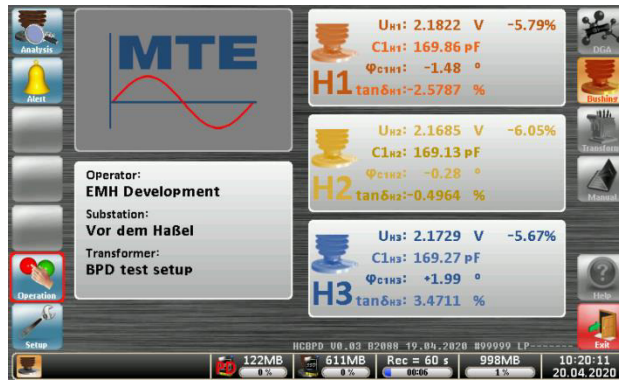 Analysis
Alert
Operation
Setup
MTE
Operator:
EMH Development
Substation:
Vor dem Haßel
Transformer:
BPD test setup
H1
UH1: 2.1822 V -5.79%
C1H1: 169.86 pF
φC1H1: -1.48 °
tanδH1: -2.5787 %
H2
UH2: 2.1685 V -6.05%
C1H2: 169.13 pF
φC1H2: -0.28 °
tanδH2: -0.4964 %
H3
UH3: 2.1729 V -5.67%
C1H3: 169.27 pF
φC1H3: +1.99 °
tanδH3: 3.4711 %
DGA
Bushing
Transform
Manual
Help
Exit
HCBPD V0.03 B2088 19.04.2020 #99999 LP-------
122MB
0 %
611MB
0 %
Rec = 60 s
00:06
998MB
1 %
10:20:11
20.04.2020